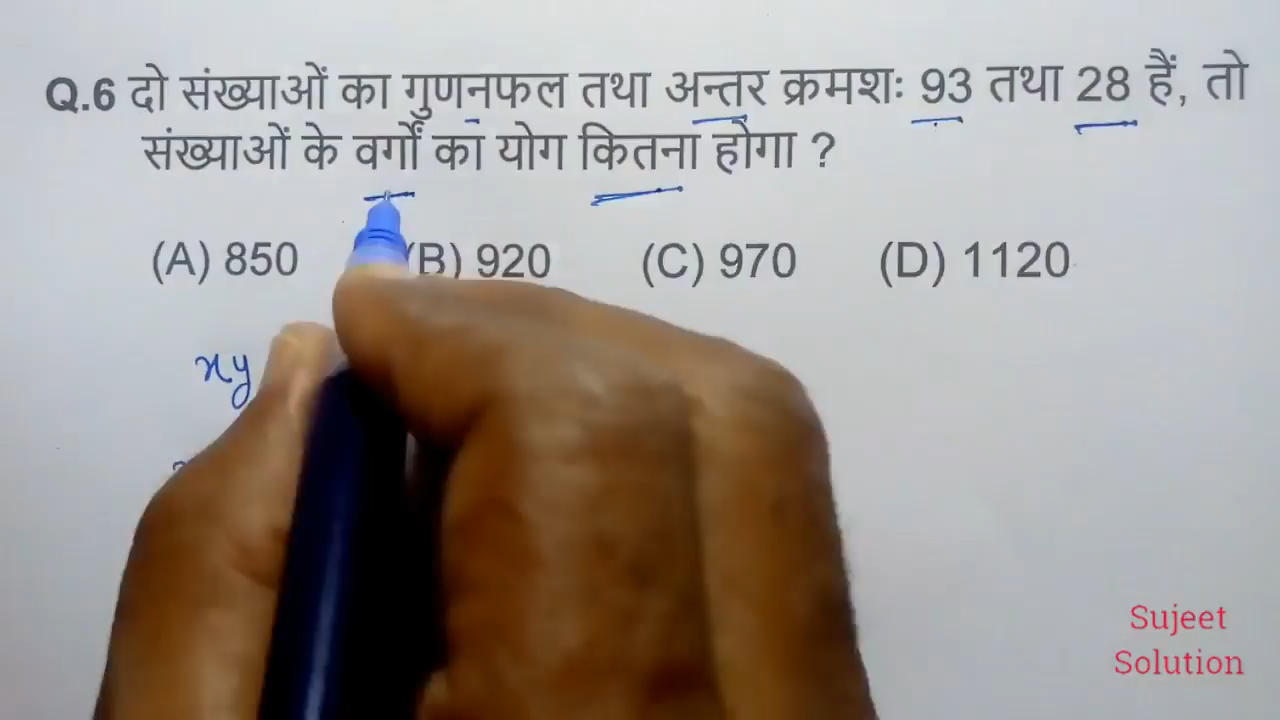 Q.6 दो संख्याओं का गुणनफल तथा अन्तर क्रमशः 93 तथा 28 हैं, तो
संख्याओं के वर्गों का योग कितना होगा ?
(A) 850 (B) 920 (C) 970 (D) 1120
xy
Sujeet
Solution